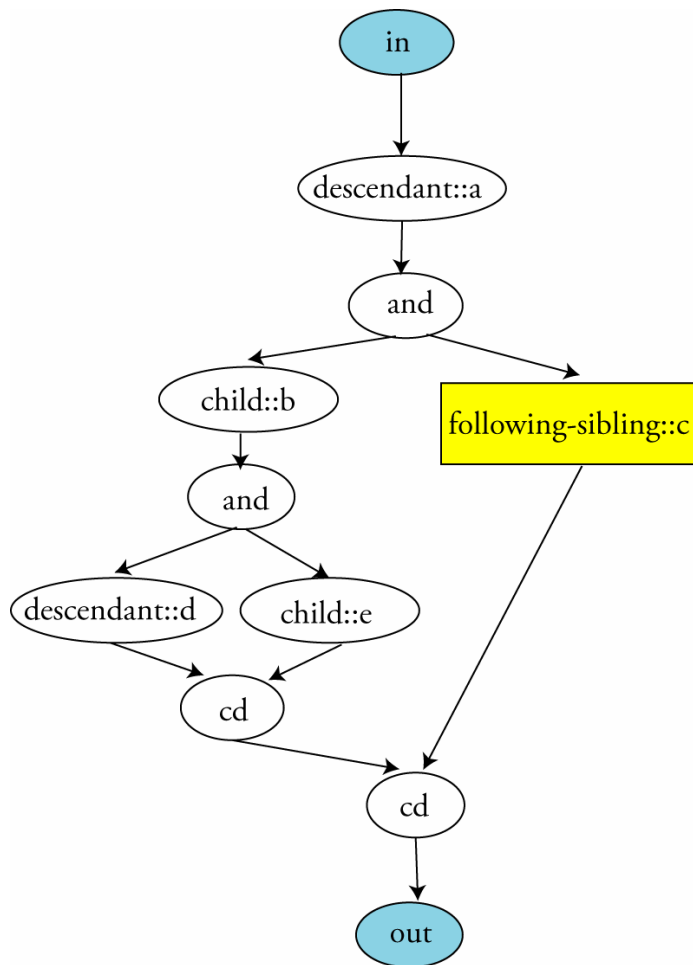 in
descendant::a
and
child::b
following-sibling::c
and
descendant::d
child::e
cd
cd
out